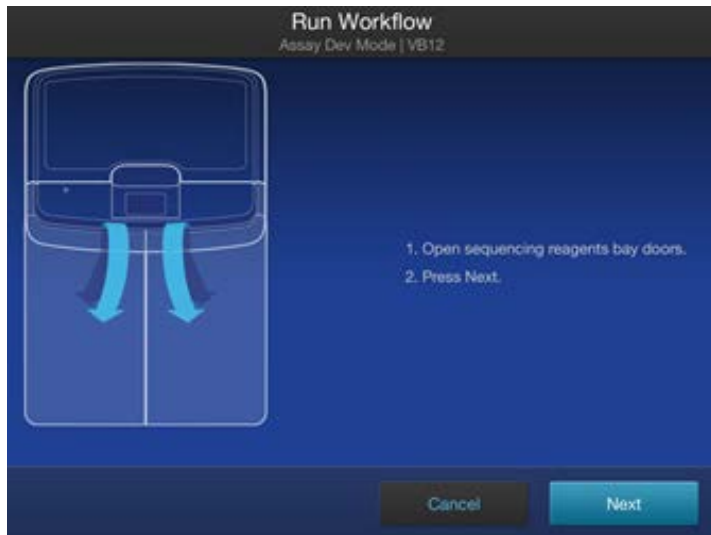 Run Workflow
Assay Dev Mode | VB12
1. Open sequencing reagents bay doors.
2. Press Next.
Cancel
Next